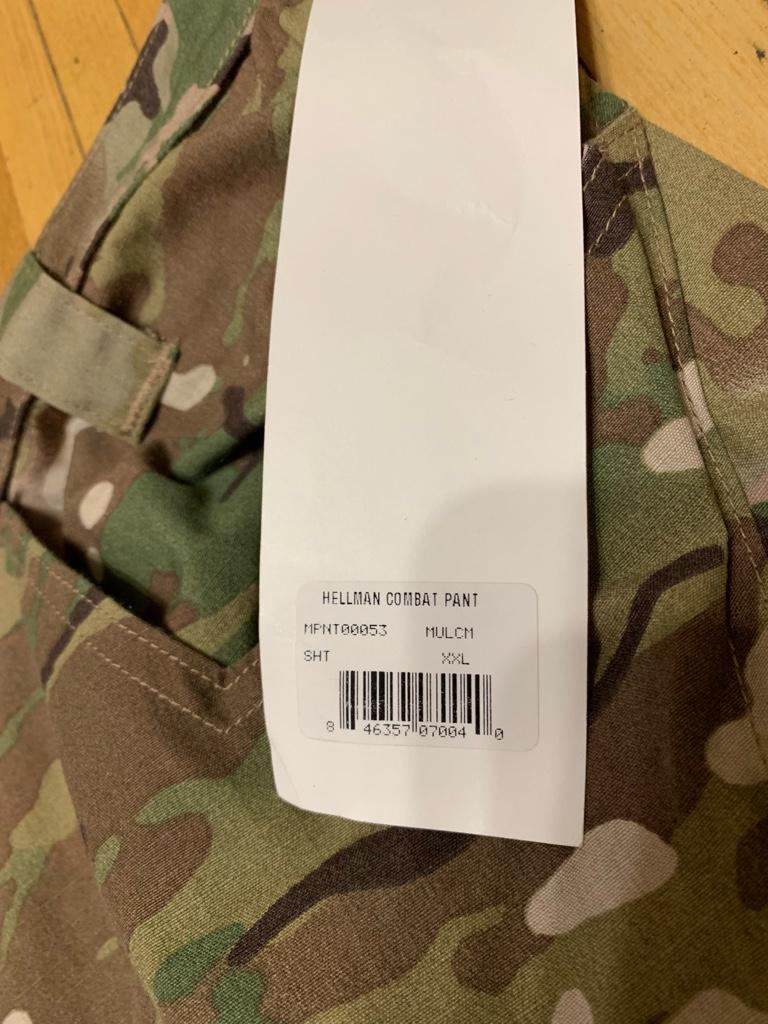 HELLMAN COMBAT PANT
MPNT00053 MULCM
SHT XXL
8 46357 07004 0